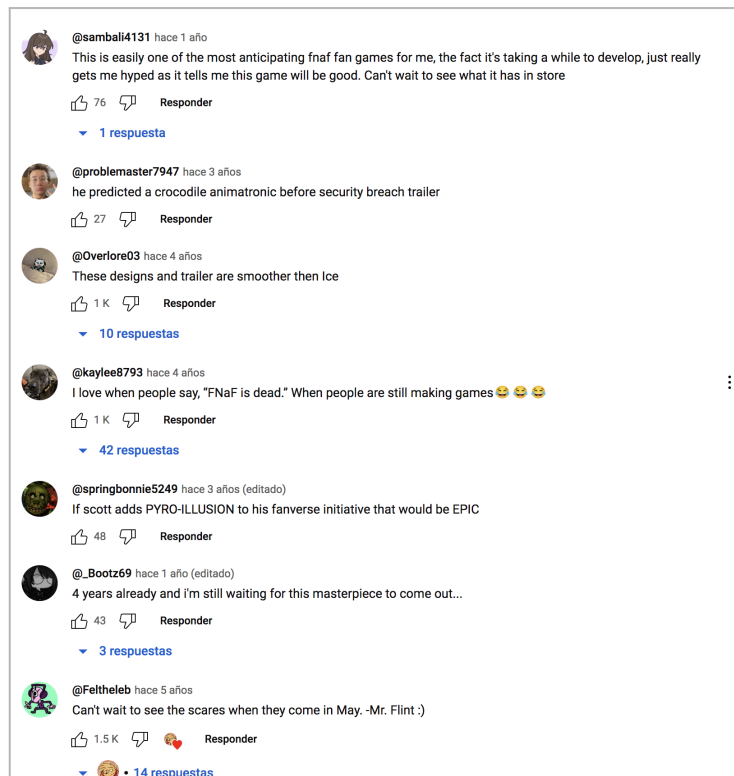 @sambali4131 hace 1 año
This is easily one of the most anticipating fnaf fan games for me, the fact it's taking a while to develop, just really
gets me hyped as it tells me this game will be good. Can't wait to see what it has in store
76 Responder
1 respuesta
@problemaster7947 hace 3 años
he predicted a crocodile animatronic before security breach trailer
27 Responder
@Overlore03 hace 4 años
These designs and trailer are smoother then Ice
1 K Responder
10 respuestas
@kaylee8793 hace 4 años
I love when people say, “FNaF is dead.” When people are still making games😂 😂 😂
1 K Responder
42 respuestas
@springbonnie5249 hace 3 años (editado)
If scott adds PYRO-ILLUSION to his fanverse initiative that would be EPIC
48 Responder
@_Bootz69 hace 1 año (editado)
4 years already and i'm still waiting for this masterpiece to come out...
43 Responder
3 respuestas
@Feltheleb hace 5 años
Can't wait to see the scares when they come in May. -Mr. Flint :)
1.5 K Responder
• 14 respuestas